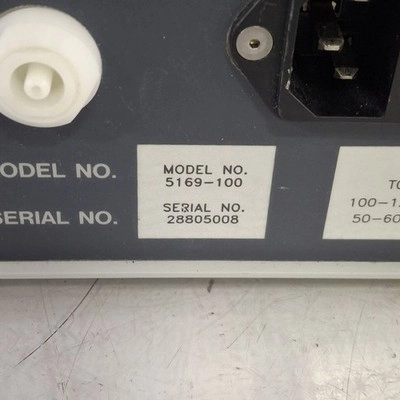 MODEL NO.
5169-100
SERIAL NO.
28805008
ODEL NO.
SERIAL NO.
TO
100-1
50-60